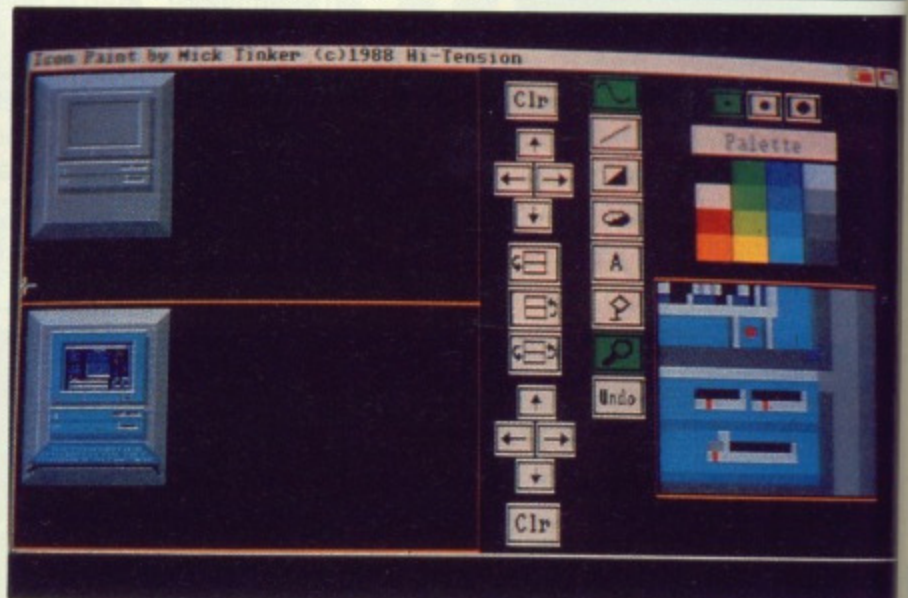 Icon Paint by Mick Tinker (c)1988 Hi-Tension
Clr
Palette
A
Undo
Clr